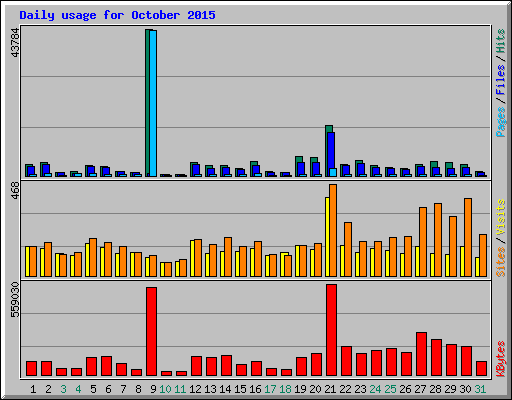 Daily usage for October 2015
43784
Pages / Files / Hits
468
Sites / Visits
559030
KBytes
1 2 3 4 5 6 7 8 9 10 11 12 13 14 15 16 17 18 19 20 21 22 23 24 25 26 27 28 29 30 31